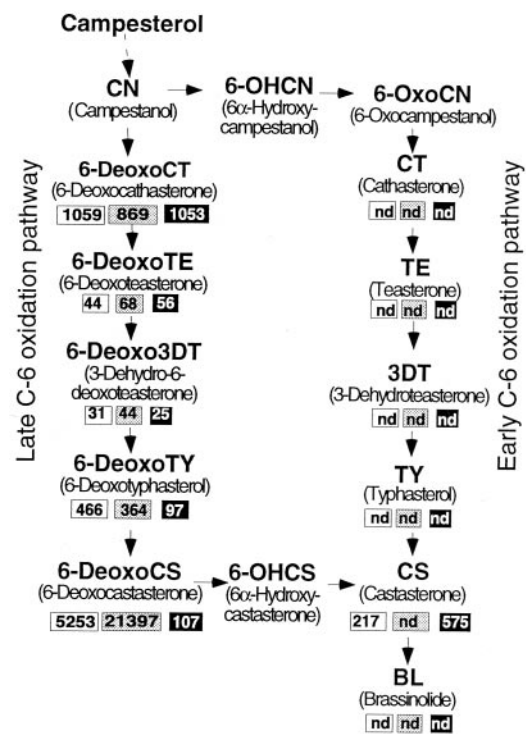 Campesterol
CN
(Campestanol)
6-OHCN
(6α-Hydroxy-
campestanol)
6-OxoCN
(6-Oxocampestanol)
Late C-6 oxidation pathway
6-DeoxoCT
(6-Deoxocathasterone)
1059 869 1053
6-DeoxoTE
(6-Deoxoteasterone)
44 68 56
6-Deoxo3DT
(3-Dehydro-6-
deoxoteasterone)
31 44 25
6-DeoxoTY
(6-Deoxotyphasterol)
466 364 97
6-DeoxoCS
(6-Deoxocastasterone)
5253 21397 107
6-OHCS
(6α-Hydroxy-
castasterone)
CT
(Cathasterone)
nd nd nd
TE
(Teasterone)
nd nd nd
3DT
(3-Dehydroteasterone)
nd nd nd
TY
(Typhasterol)
nd nd nd
CS
(Castasterone)
217 nd 575
BL
(Brassinolide)
nd nd nd
Early C-6 oxidation pathway